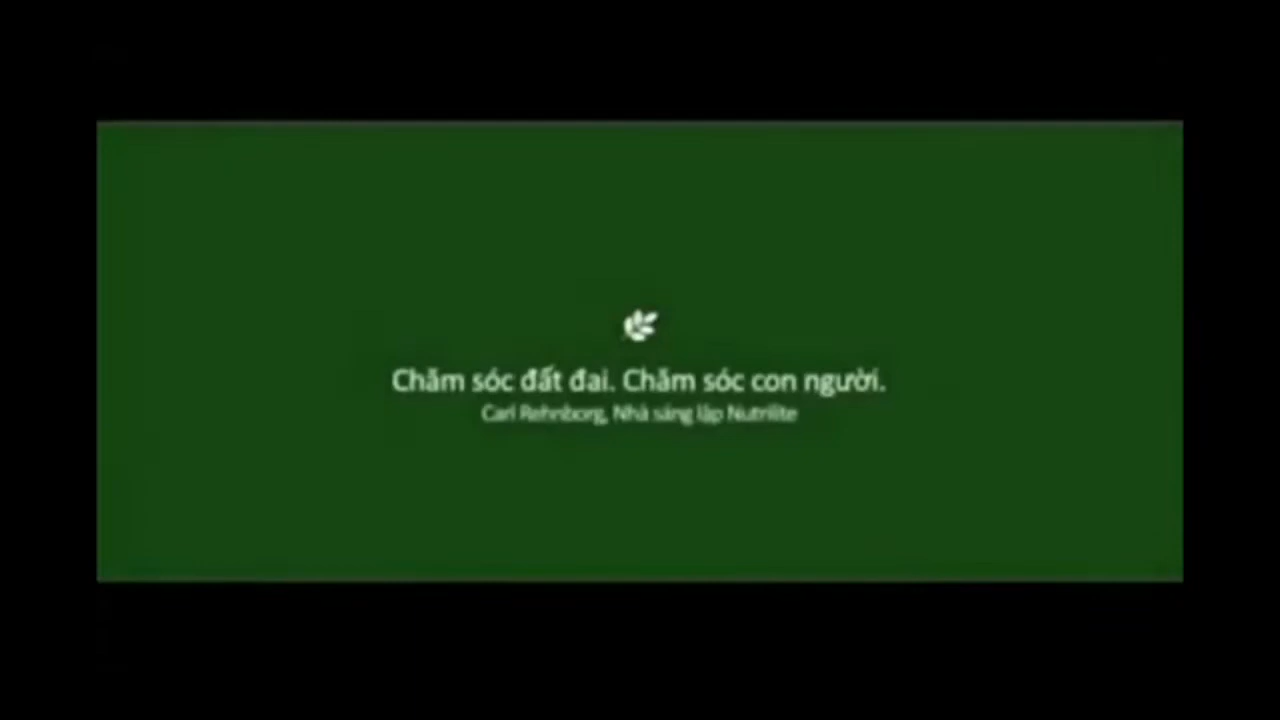 Chăm sóc đất đai. Chăm sóc con người.
Carl Rehnborg, Nhà sáng lập Nutrilite